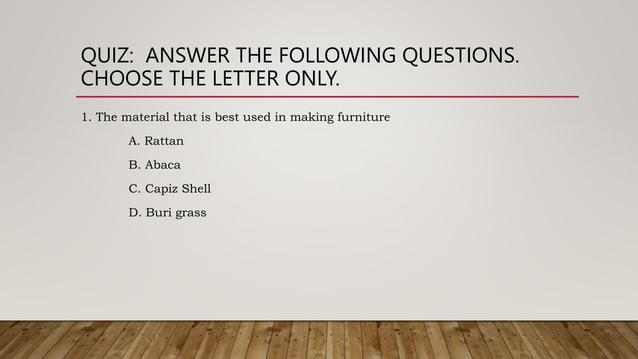 QUIZ: ANSWER THE FOLLOWING QUESTIONS.
CHOOSE THE LETTER ONLY.
1. The material that is best used in making furniture
A. Rattan
B. Abaca
C. Capiz Shell
D. Buri grass